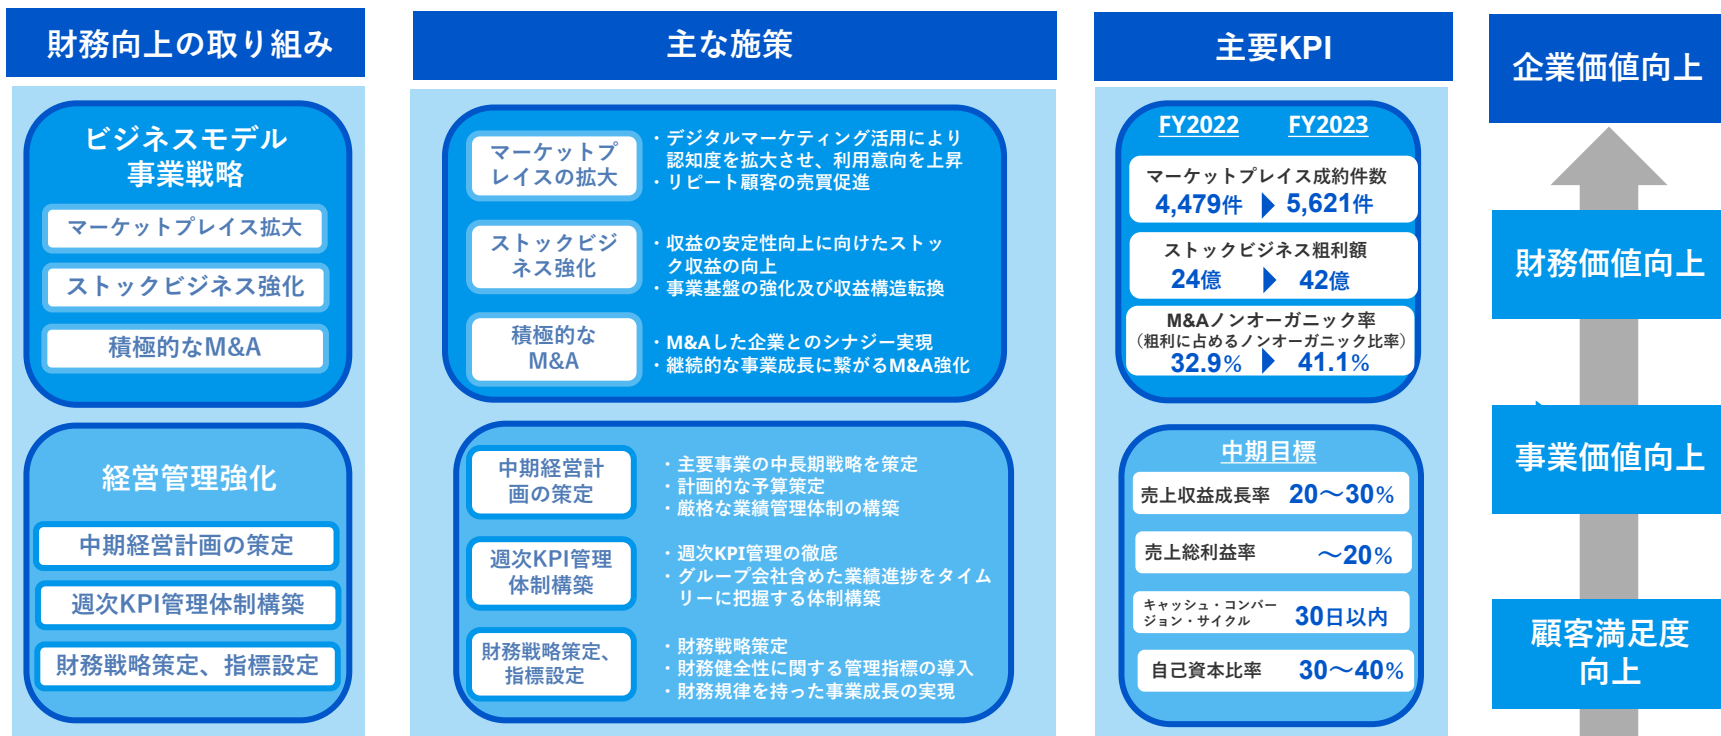 財務向上の取り組み
ビジネスモデル
事業戦略
マーケットプレイス拡大
ストックビジネス強化
積極的なM&A
経営管理強化
中期経営計画の策定
週次KPI管理体制構築
財務戦略策定、指標設定
主な施策
マーケットプ
レイスの拡大
・デジタルマーケティング活用により
認知度を拡大させ、利用意向を上昇
・リピート顧客の売買促進
ストックビジ
ネス強化
・収益の安定性向上に向けたストッ
ク収益の向上
・事業基盤の強化及び収益構造転換
積極的な
M&A
・M&Aした企業とのシナジー実現
・継続的な事業成長に繋がるM&A強化
中期経営計
画の策定
・主要事業の中長期戦略を策定
・計画的な予算策定
・厳格な業績管理体制の構築
週次KPI管理
体制構築
・週次KPI管理の徹底
・グループ会社含めた業績進捗をタイム
リーに把握する体制構築
財務戦略策定、
指標設定
・財務戦略策定
・財務健全性に関する管理指標の導入
・財務規律を持った事業成長の実現
主要KPI
FY2022 FY2023
マーケットプレイス成約件数
4,479件 5,621件
ストックビジネス粗利額
24億 42億
M&Aノンオーガニック率
（粗利に占めるノンオーガニック比率）
32.9% 41.1%
中期目標
売上収益成長率 20～30%
売上総利益率 ～20%
キャッシュ・コンバー
ジョン・サイクル 30日以内
自己資本比率 30～40%
企業価値向上
財務価値向上
事業価値向上
顧客満足度
向上